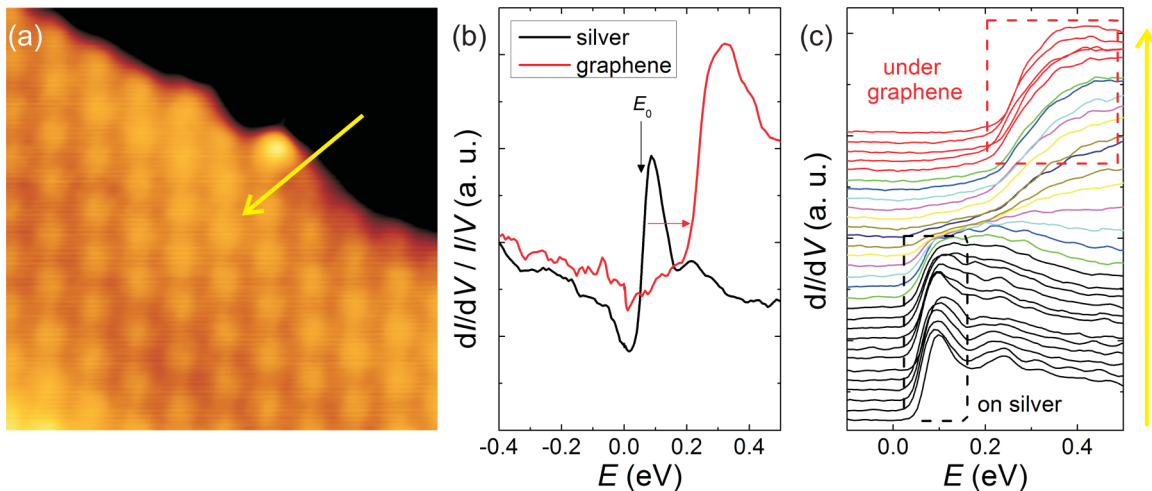 (a)
(b)
silver
graphene
E₀
dI/dV / I/V (a. u.)
-0.4 -0.2 0.0 0.2 0.4
E (eV)
(c)
under
graphene
on silver
dI/dV (a. u.)
0.0 0.2 0.4
E (eV)